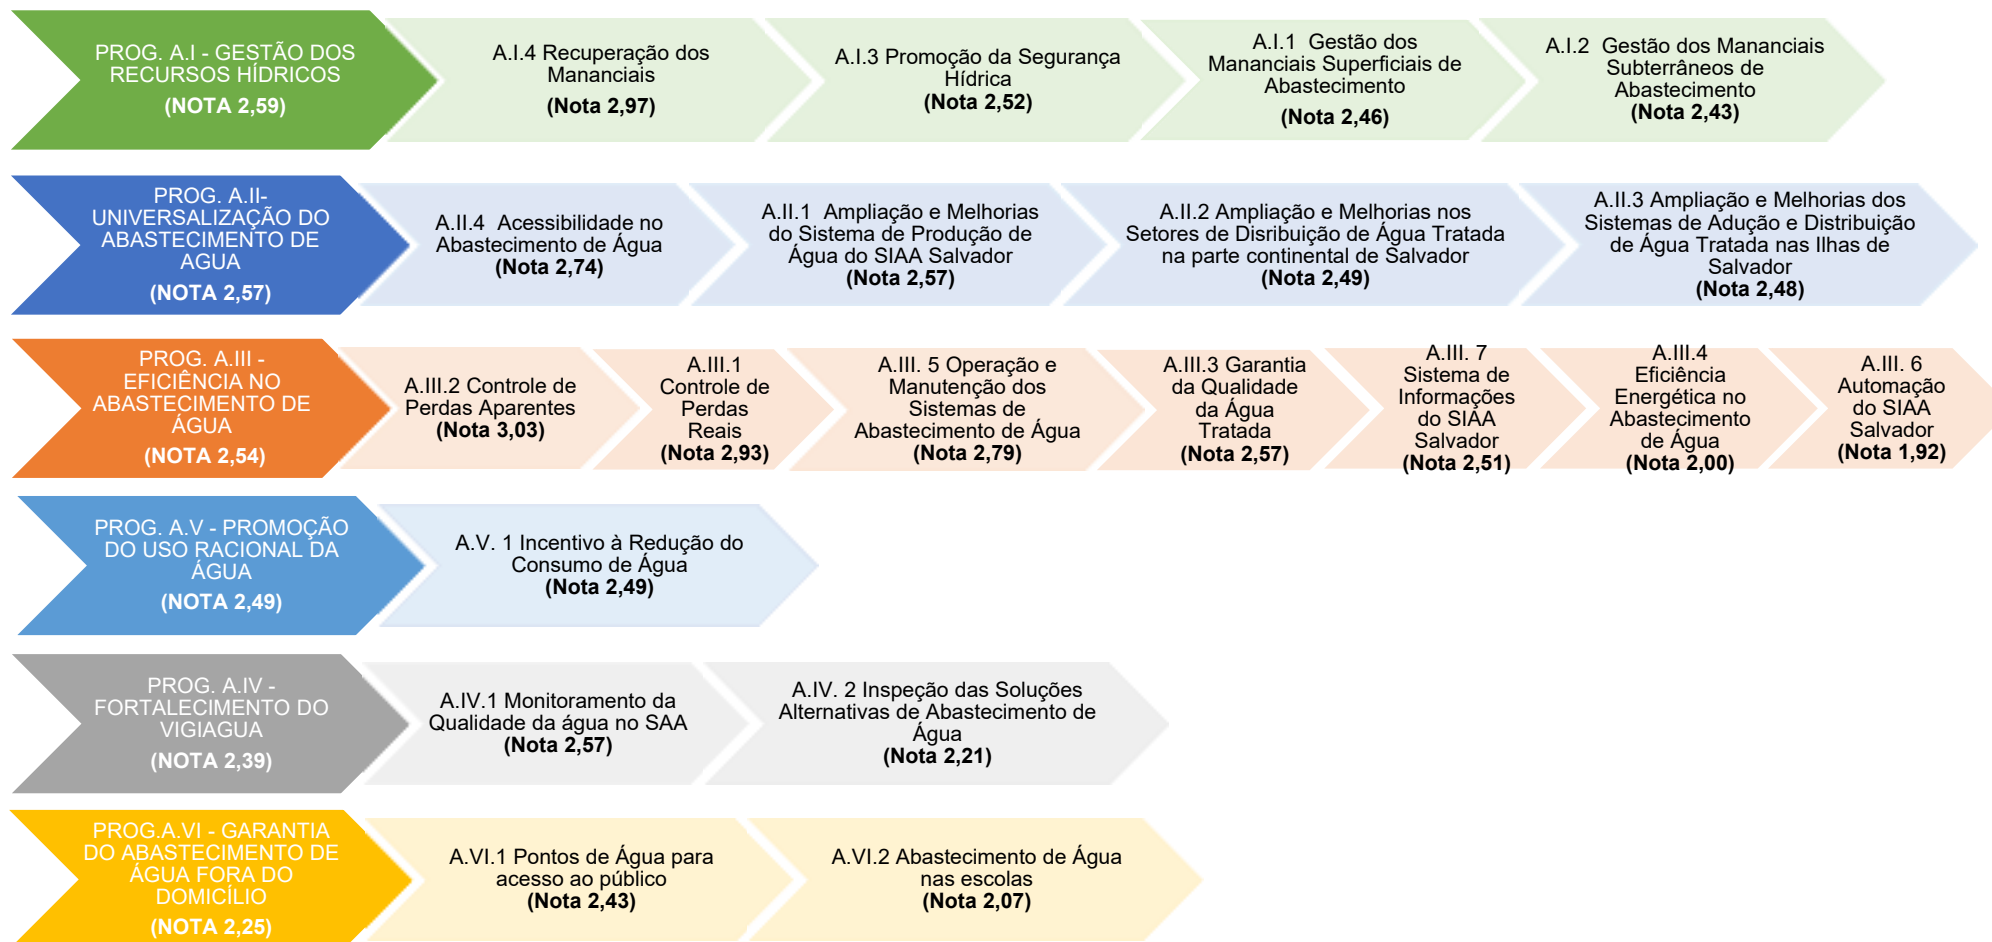 PROG. A.I - GESTÃO DOS
RECURSOS HÍDRICOS
(NOTA 2,59)
A.I.4 Recuperação dos
Mananciais
(Nota 2,97)
A.I.3 Promoção da Segurança
Hídrica
(Nota 2,52)
A.I.1 Gestão dos
Mananciais Superficiais de
Abastecimento
(Nota 2,46)
A.I.2 Gestão dos Mananciais
Subterrâneos de
Abastecimento
(Nota 2,43)
PROG. A.II-
UNIVERSALIZAÇÃO DO
ABASTECIMENTO DE
AGUA
(NOTA 2,57)
A.II.4 Acessibilidade no
Abastecimento de Água
(Nota 2,74)
A.II.1 Ampliação e Melhorias
do Sistema de Produção de
Água do SIAA Salvador
(Nota 2,57)
A.II.2 Ampliação e Melhorias nos
Setores de Disribuição de Água Tratada
na parte continental de Salvador
(Nota 2,49)
A.II.3 Ampliação e Melhorias dos
Sistemas de Adução e Distribuição
de Água Tratada nas Ilhas de
Salvador
(Nota 2,48)
PROG. A.III -
EFICIÊNCIA NO
ABASTECIMENTO DE
ÁGUA
(NOTA 2,54)
A.III.2 Controle de
Perdas Aparentes
(Nota 3,03)
A.III.1
Controle de
Perdas
Reais
(Nota 2,93)
A.III. 5 Operação e
Manutenção dos
Sistemas de
Abastecimento de Água
(Nota 2,79)
A.III.3 Garantia
da Qualidade
da Água
Tratada
(Nota 2,57)
A.III. 7
Sistema de
Informações
do SIAA
Salvador
(Nota 2,51)
A.III.4
Eficiência
Energética no
Abastecimento
de Água
(Nota 2,00)
A.III. 6
Automação
do SIAA
Salvador
(Nota 1,92)
PROG. A.V - PROMOÇÃO
DO USO RACIONAL DA
ÁGUA
(NOTA 2,49)
A.V. 1 Incentivo à Redução do
Consumo de Água
(Nota 2,49)
PROG. A.IV -
FORTALECIMENTO DO
VIGIAGUA
(NOTA 2,39)
A.IV.1 Monitoramento da
Qualidade da água no SAA
(Nota 2,57)
A.IV. 2 Inspeção das Soluções
Alternativas de Abastecimento de
Água
(Nota 2,21)
PROG.A.VI - GARANTIA
DO ABASTECIMENTO DE
ÁGUA FORA DO
DOMICÍLIO
(NOTA 2,25)
A.VI.1 Pontos de Água para
acesso ao público
(Nota 2,43)
A.VI.2 Abastecimento de Água
nas escolas
(Nota 2,07)